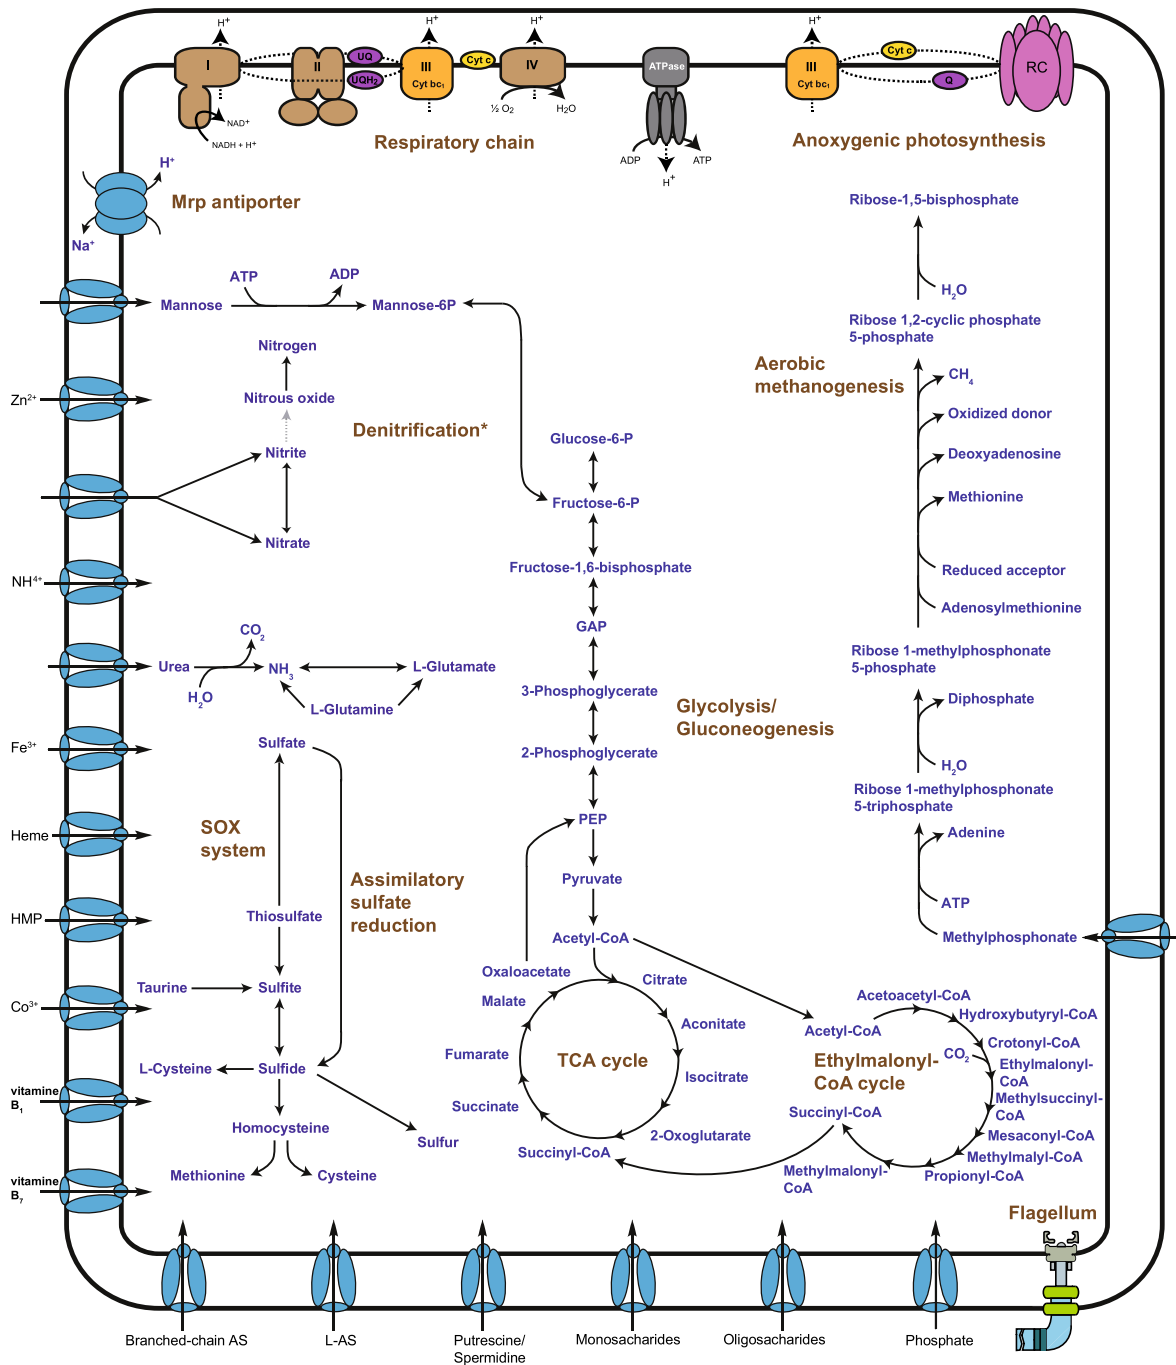 H+
H+
H+
H+
I
II
UQ
UQH2
III
Cyt bc1
Cyt c
IV
ATPase
III
Cyt bc1
Cyt c
Q
RC
NAD+
NADH + H+
½ O2
H2O
ADP
ATP
H+
Respiratory chain
Anoxygenic photosynthesis
H+
Mrp antiporter
Na+
Ribose-1,5-bisphosphate
H2O
Ribose 1,2-cyclic phosphate
5-phosphate
ATP
ADP
Mannose
Mannose-6P
Nitrogen
Nitrous oxide
Denitrification*
Nitrite
Nitrate
Zn2+
NH4+
Aerobic
methanogenesis
CH4
Oxidized donor
Deoxyadenosine
Methionine
Reduced acceptor
Adenosylmethionine
Ribose 1-methylphosphonate
5-phosphate
Diphosphate
H2O
Ribose 1-methylphosphonate
5-triphosphate
Adenine
ATP
Methylphosphonate
Glucose-6-P
Fructose-6-P
Fructose-1,6-bisphosphate
GAP
3-Phosphoglycerate
2-Phosphoglycerate
PEP
Pyruvate
Acetyl-CoA
Glycolysis/
Gluconeogenesis
CO2
Urea
NH3
L-Glutamate
H2O
L-Glutamine
Fe3+
Heme
HMP
Co3+
vitamine
B1
vitamine
B7
Sulfate
SOX
system
Assimilatory
sulfate
reduction
Thiosulfate
Taurine
Sulfite
L-Cysteine
Sulfide
Homocysteine
Sulfur
Methionine
Cysteine
Oxaloacetate
Citrate
Malate
Aconitate
Fumarate
TCA cycle
Isocitrate
Succinate
2-Oxoglutarate
Succinyl-CoA
Acetoacetyl-CoA
Hydroxybutyryl-CoA
Acetyl-CoA
Crotonyl-CoA
CO2
Ethylmalonyl-
CoA
Ethylmalonyl-
CoA cycle
Methylsuccinyl-
CoA
Succinyl-CoA
Mesaconyl-CoA
Methylmalyl-CoA
Methylmalonyl-
CoA
Propionyl-CoA
Flagellum
Branched-chain AS
L-AS
Putrescine/
Spermidine
Monosacharides
Oligosacharides
Phosphate